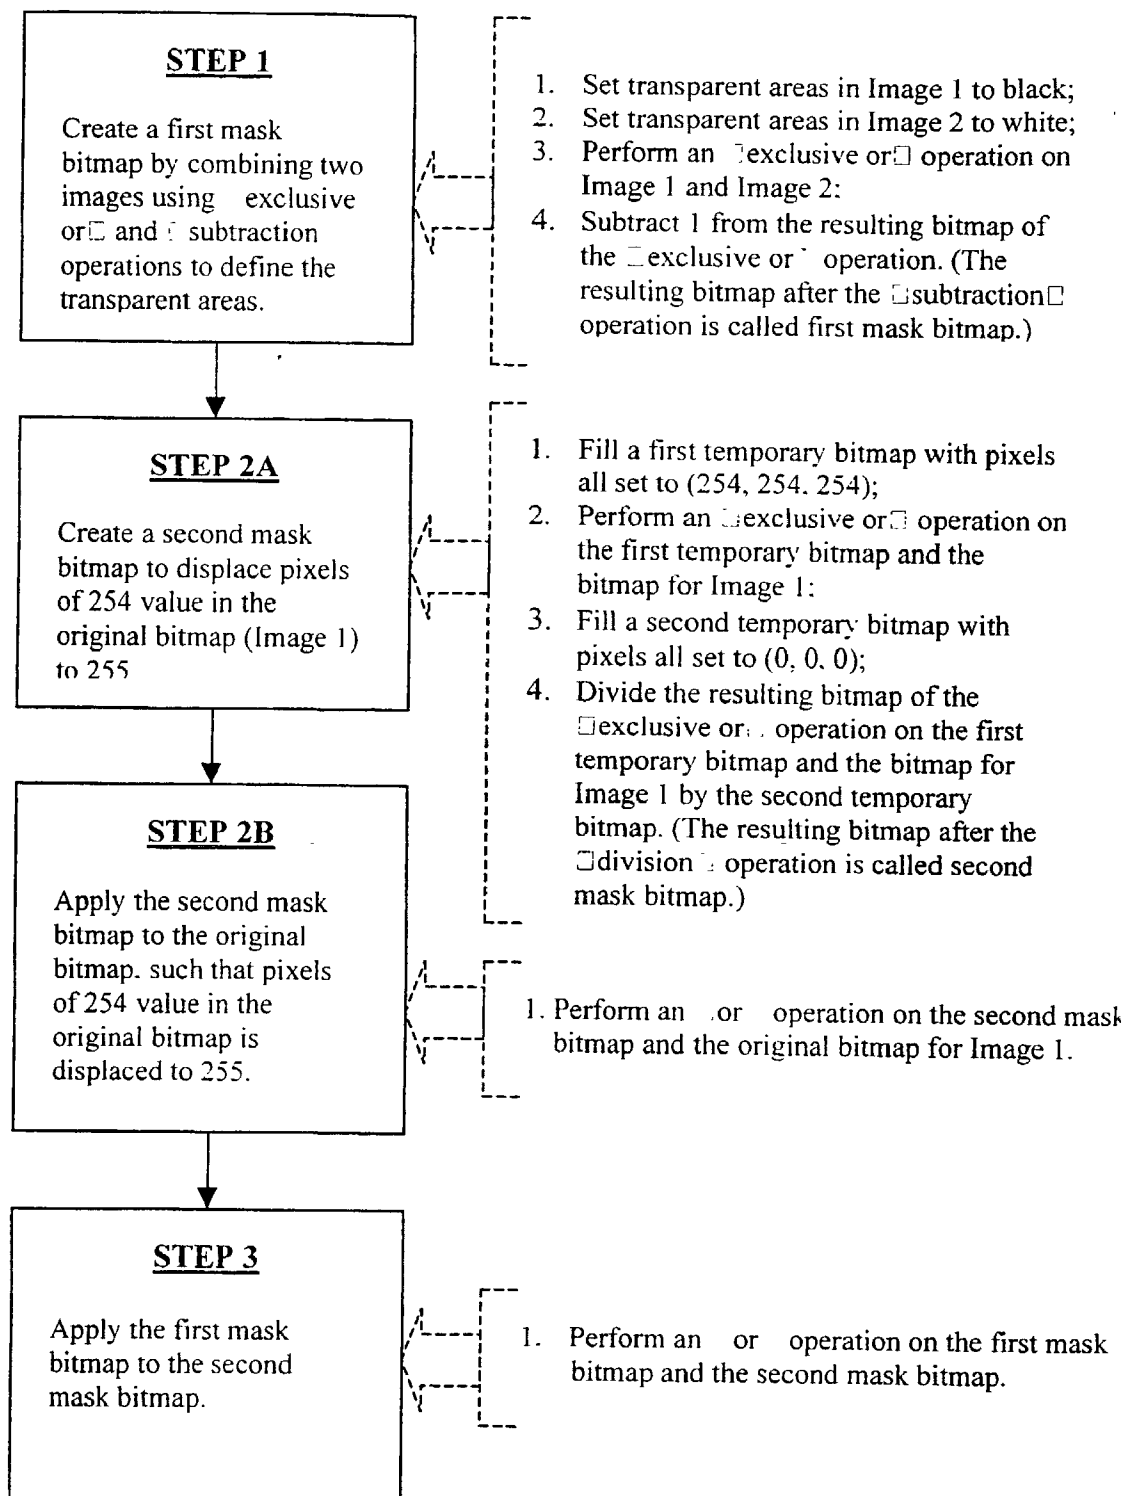 STEP 1
Create a first mask
bitmap by combining two
images using exclusive
or and subtraction
operations to define the
transparent areas.
1. Set transparent areas in Image 1 to black;
2. Set transparent areas in Image 2 to white;
3. Perform an exclusive or operation on
Image 1 and Image 2:
4. Subtract 1 from the resulting bitmap of
the exclusive or operation. (The
resulting bitmap after the □subtraction□
operation is called first mask bitmap.)
STEP 2A
Create a second mask
bitmap to displace pixels
of 254 value in the
original bitmap (Image 1)
to 255
1. Fill a first temporary bitmap with pixels
all set to (254, 254. 254);
2. Perform an □exclusive or□ operation on
the first temporary bitmap and the
bitmap for Image 1:
3. Fill a second temporary bitmap with
pixels all set to (0, 0. 0);
4. Divide the resulting bitmap of the
□exclusive or operation on the first
temporary bitmap and the bitmap for
Image 1 by the second temporary
bitmap. (The resulting bitmap after the
□division operation is called second
mask bitmap.)
STEP 2B
Apply the second mask
bitmap to the original
bitmap. such that pixels
of 254 value in the
original bitmap is
displaced to 255.
1. Perform an or operation on the second mask
bitmap and the original bitmap for Image 1.
STEP 3
Apply the first mask
bitmap to the second
mask bitmap.
1. Perform an or operation on the first mask
bitmap and the second mask bitmap.